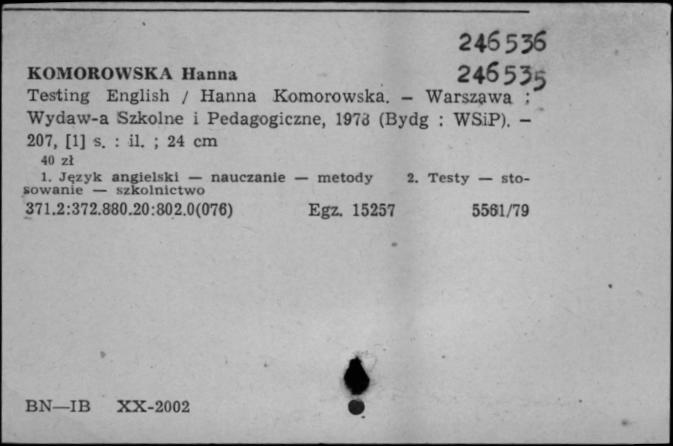 246536
KOMOROWSKA Hanna 246535
Testing English / Hanna Komorowska. — Warszawa :
Wydaw-a Szkolne i Pedagogiczne, 1978 (Bydg : WSiP). —
207, [1] s. : il. ; 24 cm
40 zł
1. Język angielski — nauczanie — metody 2. Testy — sto-
sowanie — szkolnictwo
371.2:372.880.20:802.0(076) Egz. 15257 5561/79
BN—IB XX-2002